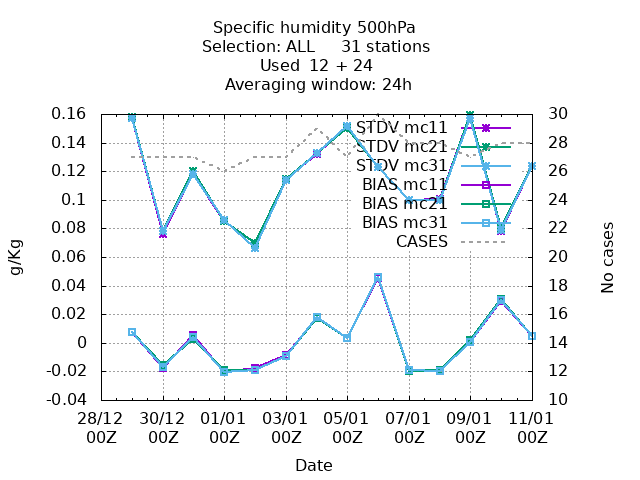 Specific humidity 500hPa
Selection: ALL 31 stations
Used 12 + 24
Averaging window: 24h
0.16
0.14
0.12
0.1
0.08
0.06
0.04
0.02
0
-0.02
-0.04
g/Kg
30
28
26
24
22
20
18
16
14
12
10
No cases
STDV mc11
STDV mc21
STDV mc31
BIAS mc11
BIAS mc21
BIAS mc31
CASES
28/12 30/12 01/01 03/01 05/01 07/01 09/01 11/01
00Z 00Z 00Z 00Z 00Z 00Z 00Z 00Z
Date